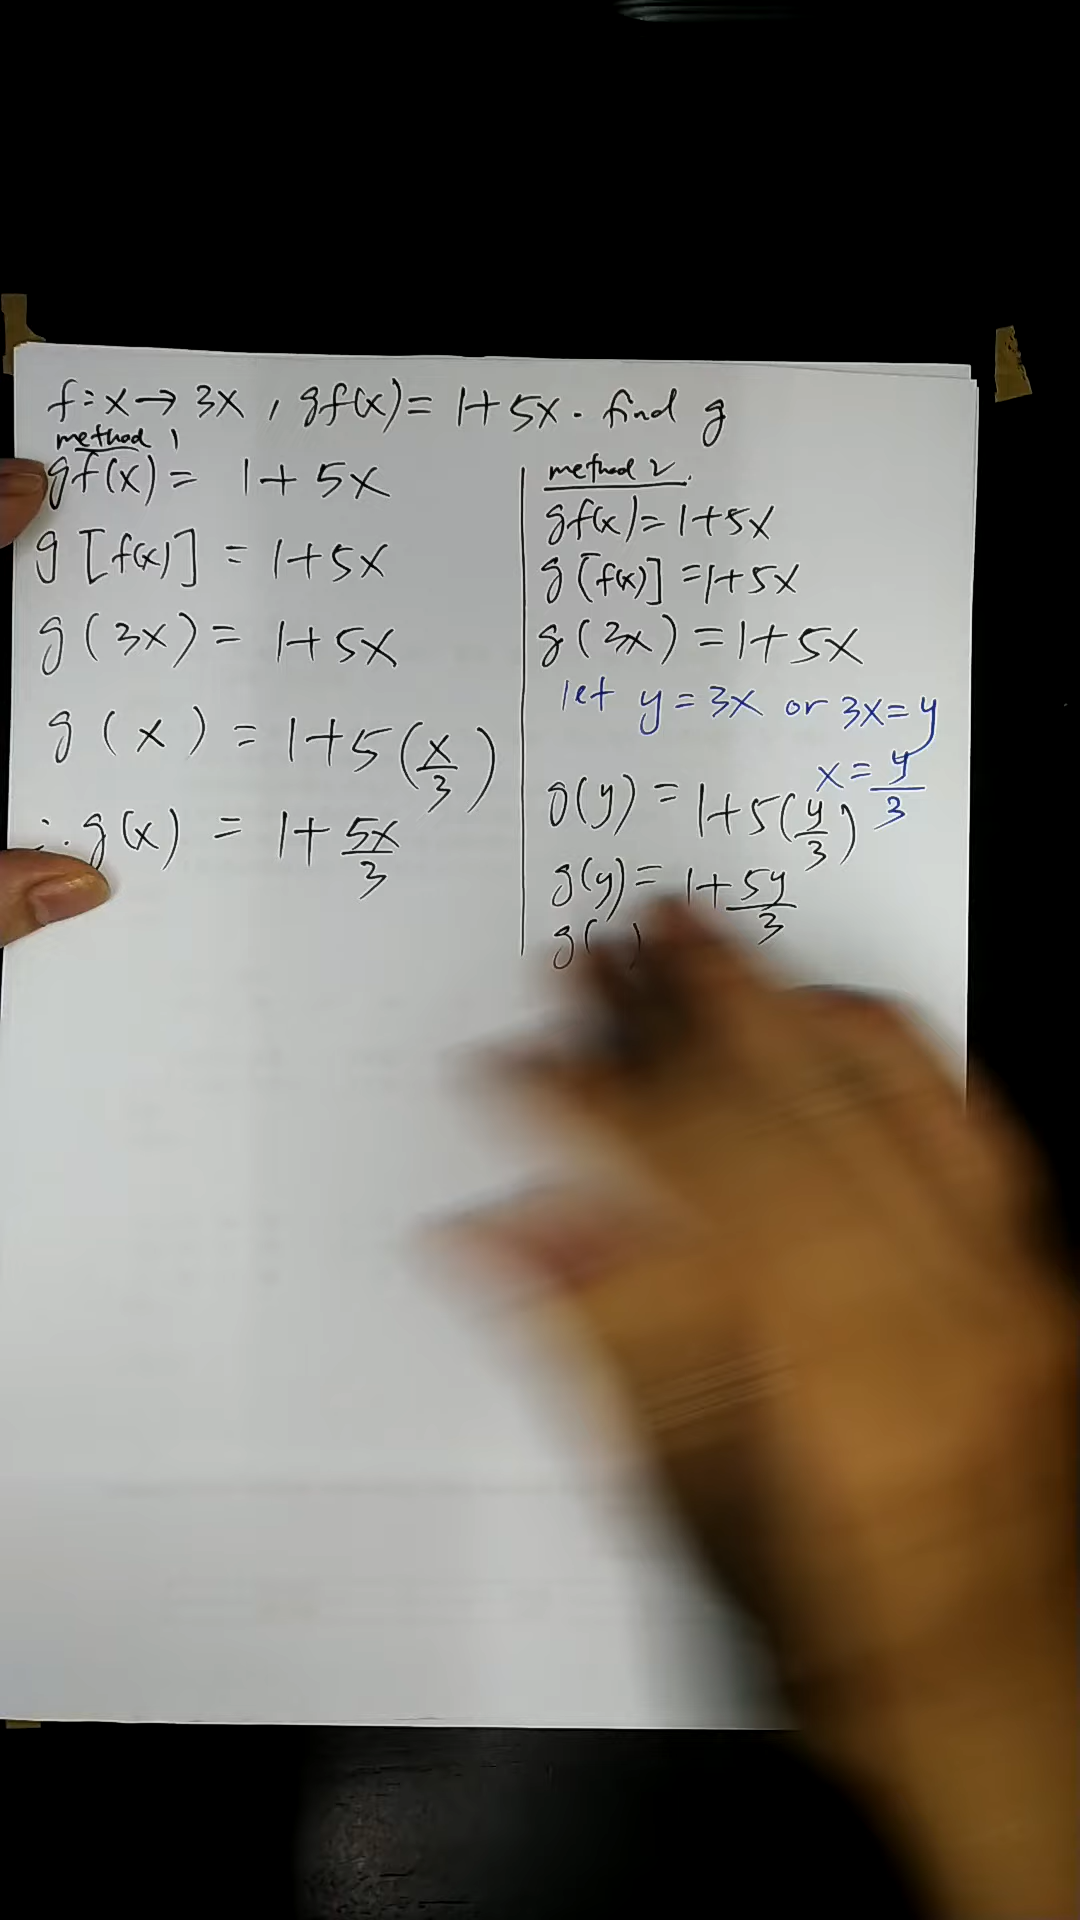 f:x→3x, gf(x)=1+5x. find g
method 1
gf(x)=1+5x
g[f(x)]=1+5x
g(3x)=1+5x
g(x)=1+5(x/3)
∴g(x)=1+5x/3
method 2.
gf(x)=1+5x
g[f(x)]=1+5x
g(3x)=1+5x
let y=3x or 3x=y
x=y/3
g(y)=1+5(y/3)
g(y)=1+5y/3
g( )